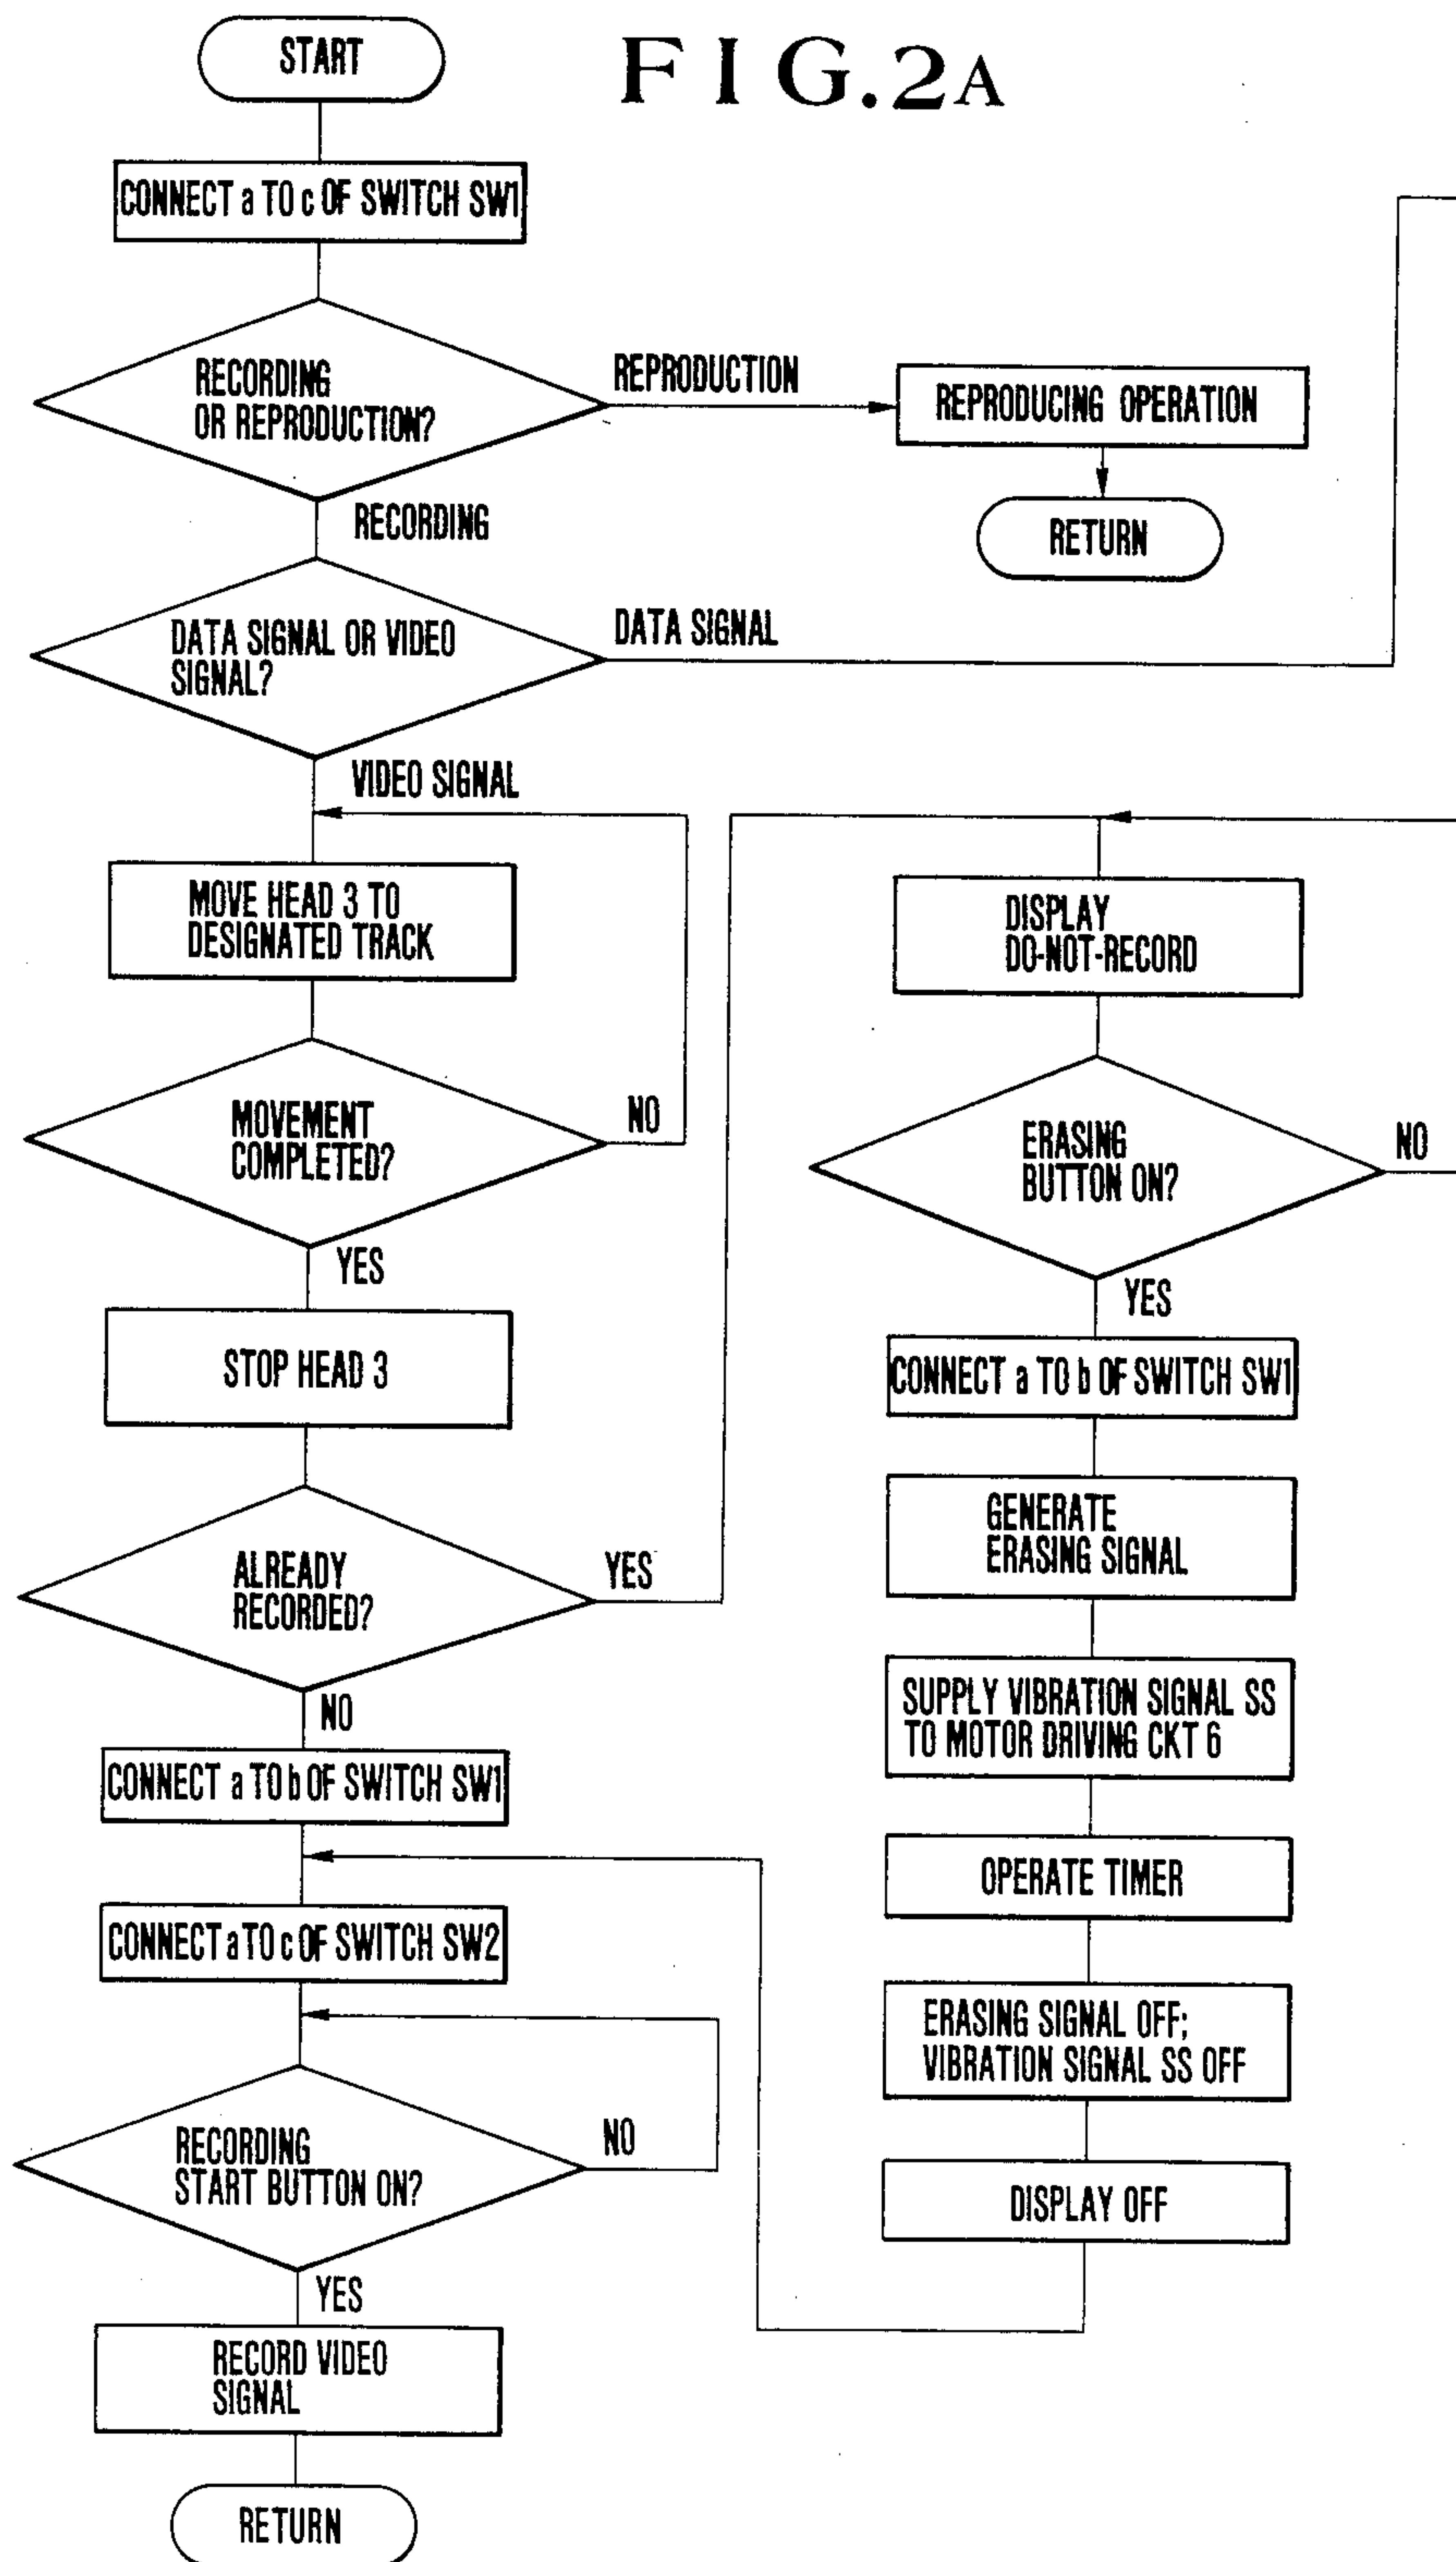 FIG.2A
START
CONNECT a TO c OF SWITCH SW1
RECORDING
OR REPRODUCTION?
REPRODUCTION
REPRODUCING OPERATION
RETURN
RECORDING
DATA SIGNAL OR VIDEO
SIGNAL?
DATA SIGNAL
VIDEO SIGNAL
MOVE HEAD 3 TO
DESIGNATED TRACK
MOVEMENT
COMPLETED?
NO
YES
STOP HEAD 3
ALREADY
RECORDED?
YES
NO
CONNECT a TO b OF SWITCH SW1
CONNECT a TO c OF SWITCH SW2
RECORDING
START BUTTON ON?
NO
YES
RECORD VIDEO
SIGNAL
RETURN
DISPLAY
DO-NOT-RECORD
ERASING
BUTTON ON?
NO
YES
CONNECT a TO b OF SWITCH SW1
GENERATE
ERASING SIGNAL
SUPPLY VIBRATION SIGNAL SS
TO MOTOR DRIVING CKT 6
OPERATE TIMER
ERASING SIGNAL OFF;
VIBRATION SIGNAL SS OFF
DISPLAY OFF